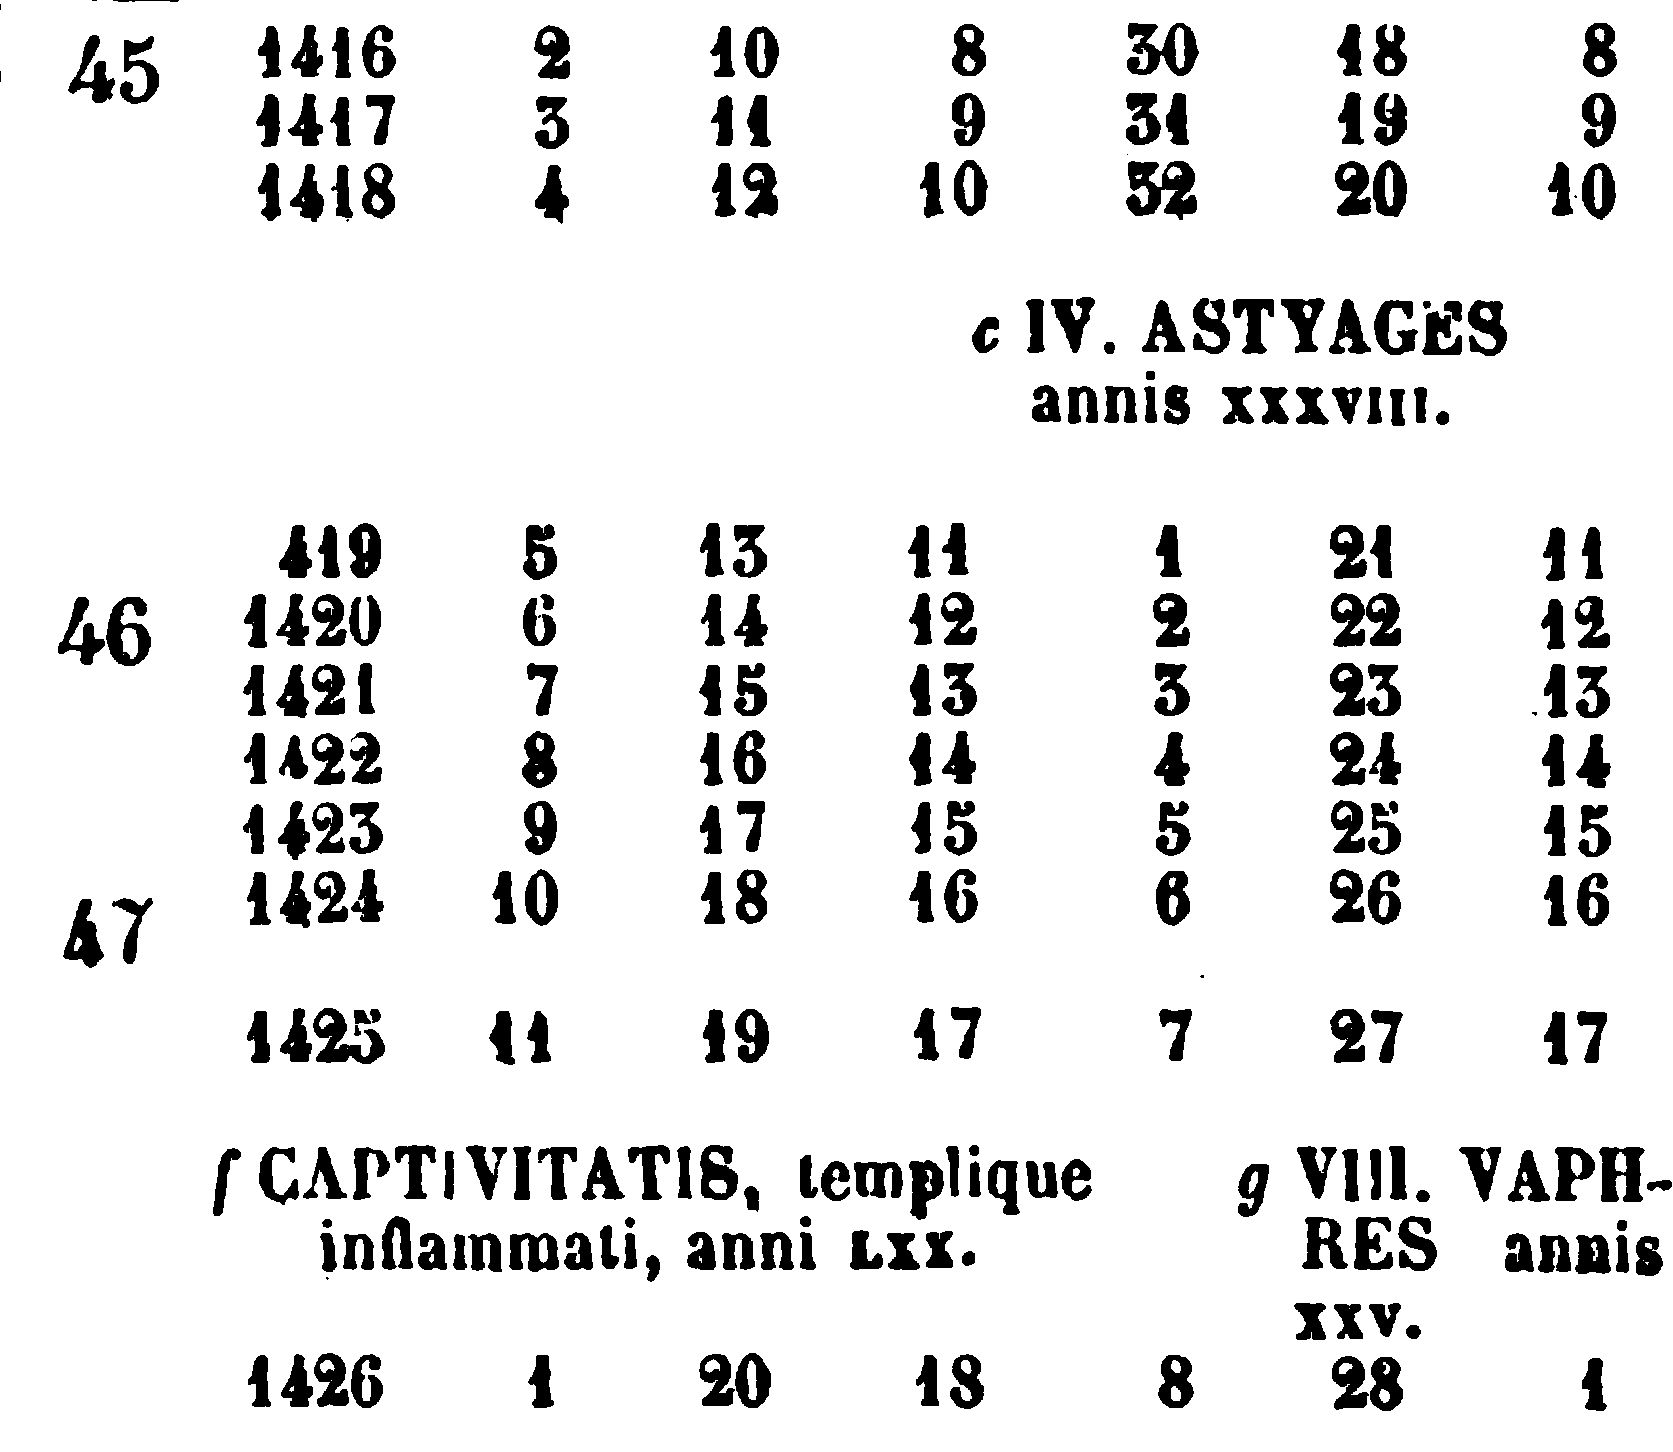 45 1416 2 10 8 30 18 8
1417 3 11 9 31 19 9
1418 4 12 10 32 20 10
c IV. ASTYAGES
annis XXXVIII.
419 5 13 11 1 21 11
46 1420 6 14 12 2 22 12
1421 7 15 13 3 23 13
1422 8 16 14 4 24 14
1423 9 17 15 5 25 15
1424 10 18 16 6 26 16
47
1425 11 19 17 7 27 17
f CAPTIVITATIS, templique
inflammati, anni LXX.
g VIII. VAPH-
RES annis
XXV.
1426 1 20 18 8 28 1